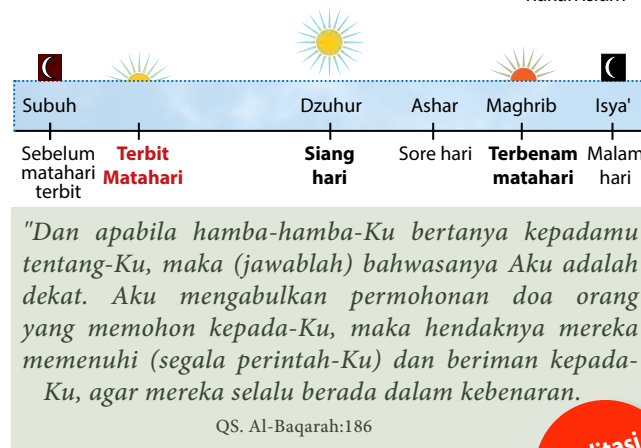 Subuh Dzuhur Ashar Maghrib Isya'
Sebelum matahari terbit
Terbit Matahari
Siang hari
Sore hari
Terbenam matahari
Malam hari
"Dan apabila hamba-hamba-Ku bertanya kepadamu
tentang-Ku, maka (jawablah) bahwasanya Aku adalah
dekat. Aku mengabulkan permohonan doa orang
yang memohon kepada-Ku, maka hendaknya mereka
memenuhi (segala perintah-Ku) dan beriman kepada-
Ku, agar mereka selalu berada dalam kebenaran.
QS. Al-Baqarah:186